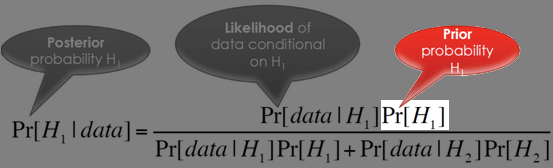 Posterior
probability H₁
Likelihood of
data conditional
on H₁
Prior
probability
H₁
Pr[H₁ | data] = Pr[data | H₁] Pr[H₁]
Pr[data | H₁] Pr[H₁] + Pr[data | H₂] Pr[H₂]